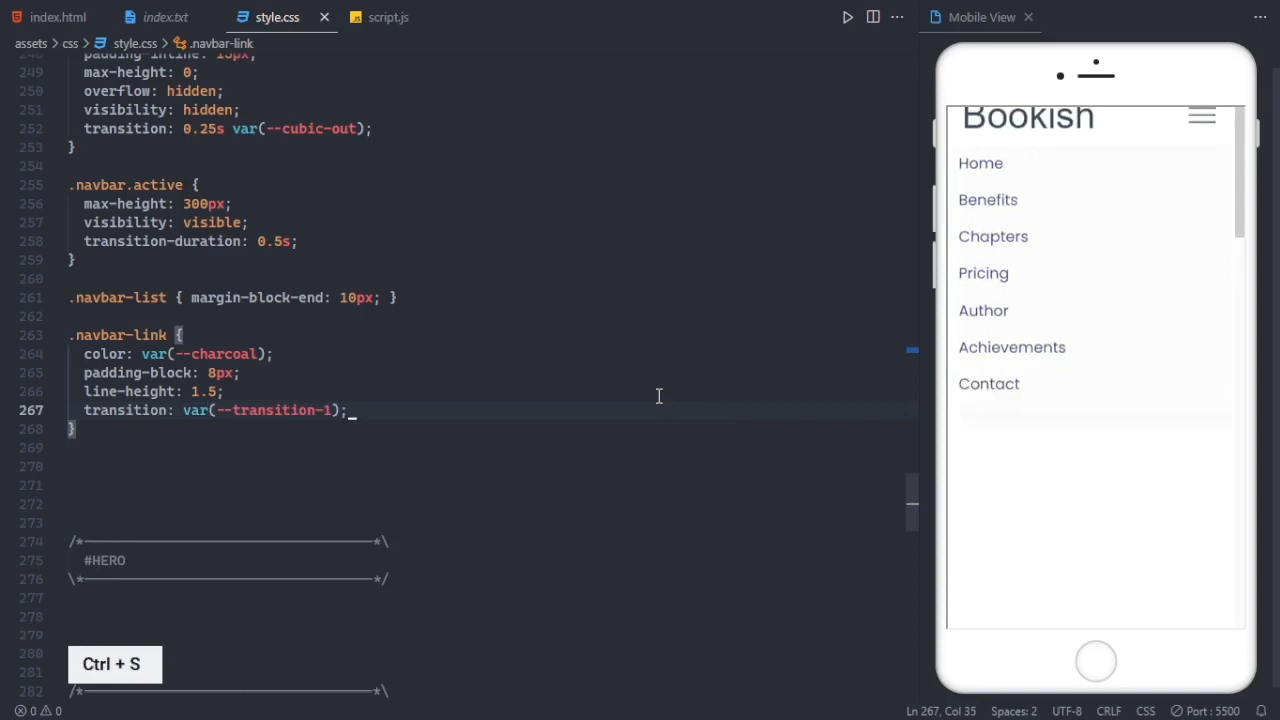 index.html
index.txt
style.css
script.js
Mobile View
assets > css > style.css > .navbar-link
248 padding-inline: 15px;
249 max-height: 0;
250 overflow: hidden;
251 visibility: hidden;
252 transition: 0.25s var(--cubic-out);
253 }
254
255 .navbar.active {
256 max-height: 300px;
257 visibility: visible;
258 transition-duration: 0.5s;
259 }
260
261 .navbar-list { margin-block-end: 10px; }
262
263 .navbar-link {
264 color: var(--charcoal);
265 padding-block: 8px;
266 line-height: 1.5;
267 transition: var(--transition-1);
268 }
269
270
271
272
273
274 /*-----------------------------------*\
275 #HERO
276 \*-----------------------------------*/
277
278
279
280
281
282 /*-----------------------------------*\
Ctrl + S
Bookish
Home
Benefits
Chapters
Pricing
Author
Achievements
Contact
0 0
Ln 267, Col 35
Spaces: 2
UTF-8
CRLF
CSS
Port : 5500